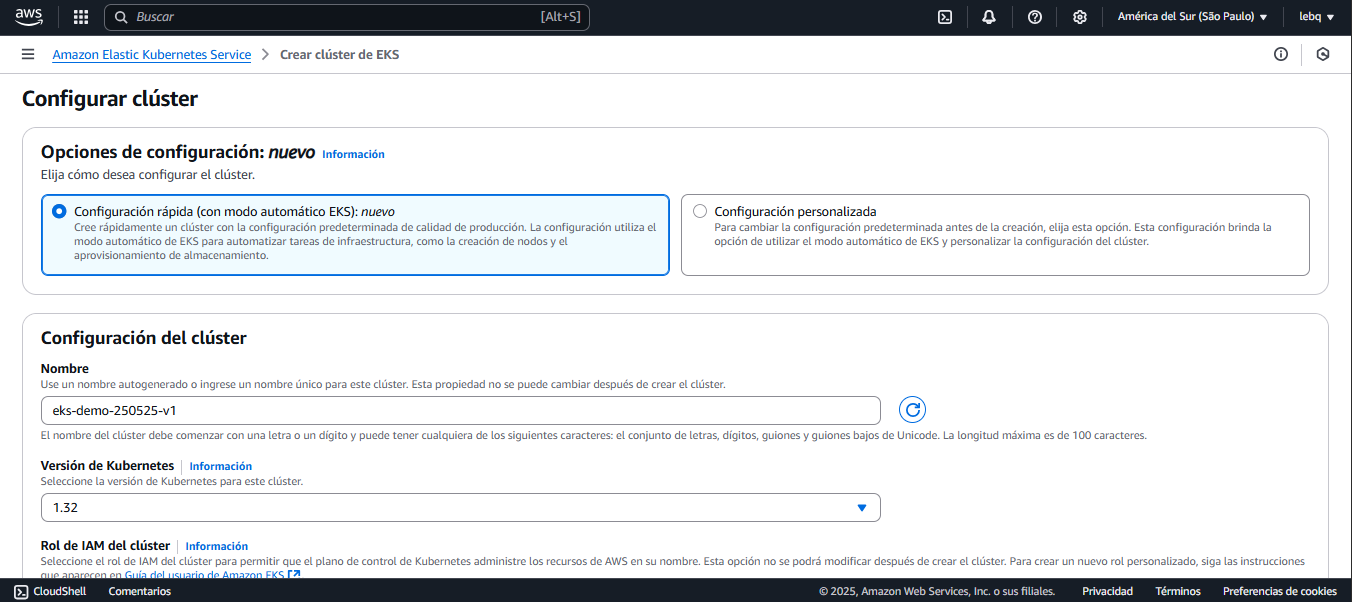 aws
Buscar
[Alt+S]
América del Sur (São Paulo)
lebq
Amazon Elastic Kubernetes Service
Crear clúster de EKS
Configurar clúster
Opciones de configuración: nuevo Información
Elija cómo desea configurar el clúster.
Configuración rápida (con modo automático EKS): nuevo
Cree rápidamente un clúster con la configuración predeterminada de calidad de producción. La configuración utiliza el
modo automático de EKS para automatizar tareas de infraestructura, como la creación de nodos y el
aprovisionamiento de almacenamiento.
Configuración personalizada
Para cambiar la configuración predeterminada antes de la creación, elija esta opción. Esta configuración brinda la
opción de utilizar el modo automático de EKS y personalizar la configuración del clúster.
Configuración del clúster
Nombre
Use un nombre autogenerado o ingrese un nombre único para este clúster. Esta propiedad no se puede cambiar después de crear el clúster.
eks-demo-250525-v1
El nombre del clúster debe comenzar con una letra o un dígito y puede tener cualquiera de los siguientes caracteres: el conjunto de letras, dígitos, guiones y guiones bajos de Unicode. La longitud máxima es de 100 caracteres.
Versión de Kubernetes Información
Seleccione la versión de Kubernetes para este clúster.
1.32
Rol de IAM del clúster Información
Seleccione el rol de IAM del clúster para permitir que el plano de control de Kubernetes administre los recursos de AWS en su nombre. Esta opción no se podrá modificar después de crear el clúster. Para crear un nuevo rol personalizado, siga las instrucciones
que aparecen en Guía del usuario de Amazon EKS
CloudShell
Comentarios
© 2025, Amazon Web Services, Inc. o sus filiales.
Privacidad
Términos
Preferencias de cookies